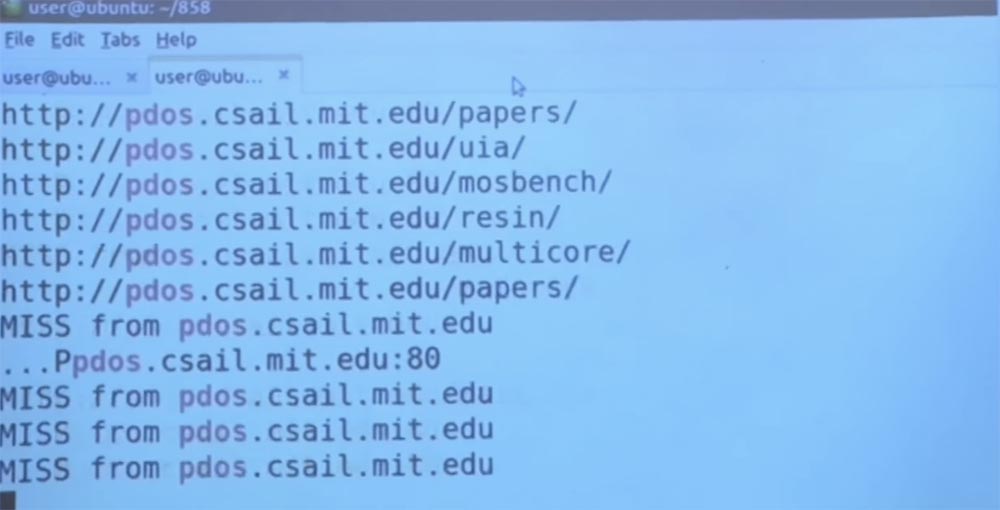 user@ubuntu: ~/858
File Edit Tabs Help
user@ubu... × user@ubu... ×
http://pdos.csail.mit.edu/papers/
http://pdos.csail.mit.edu/uia/
http://pdos.csail.mit.edu/mosbench/
http://pdos.csail.mit.edu/resin/
http://pdos.csail.mit.edu/multicore/
http://pdos.csail.mit.edu/papers/
MISS from pdos.csail.mit.edu
...Ppdos.csail.mit.edu:80
MISS from pdos.csail.mit.edu
MISS from pdos.csail.mit.edu
MISS from pdos.csail.mit.edu